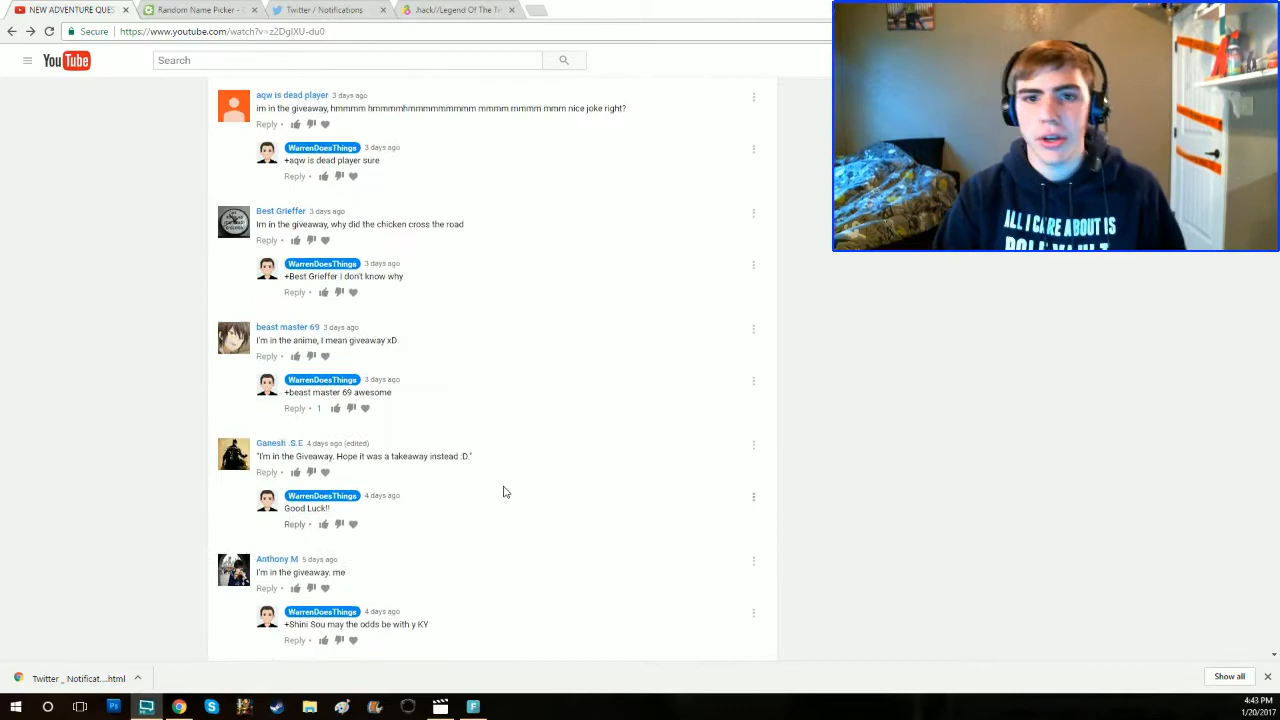 NEW ADVENTURE QUES
Random Name Picker - C
Twitter / Notifications
Jhack//Legend Of The Tw
Secure
https://www.youtube.com/watch?v=z2DgIXU-du0
YouTube
Search
aqw is dead player 3 days ago
im in the giveaway, hmmmm hmmmmhmmmmmmmmm mmmm mmmm mmm nice joke right?
Reply •
WarrenDoesThings 3 days ago
+aqw is dead player sure
Reply •
Best Grieffer 3 days ago
Im in the giveaway, why did the chicken cross the road
Reply •
WarrenDoesThings 3 days ago
+Best Grieffer I don't know why
Reply •
beast master 69 3 days ago
I'm in the anime, I mean giveaway xD
Reply •
WarrenDoesThings 3 days ago
+beast master 69 awesome
Reply • 1
Ganesh .S.E 4 days ago (edited)
"I'm in the Giveaway. Hope it was a takeaway instead :D."
Reply •
WarrenDoesThings 4 days ago
Good Luck!!
Reply •
Anthony M 5 days ago
I'm in the giveaway. me
Reply •
WarrenDoesThings 4 days ago
+Shini Sou may the odds be with y KY
Reply •
ALL I CARE ABOUT IS
POLE VAULT
Twitter _ Notificat....html
Show all
4:43 PM
1/20/2017